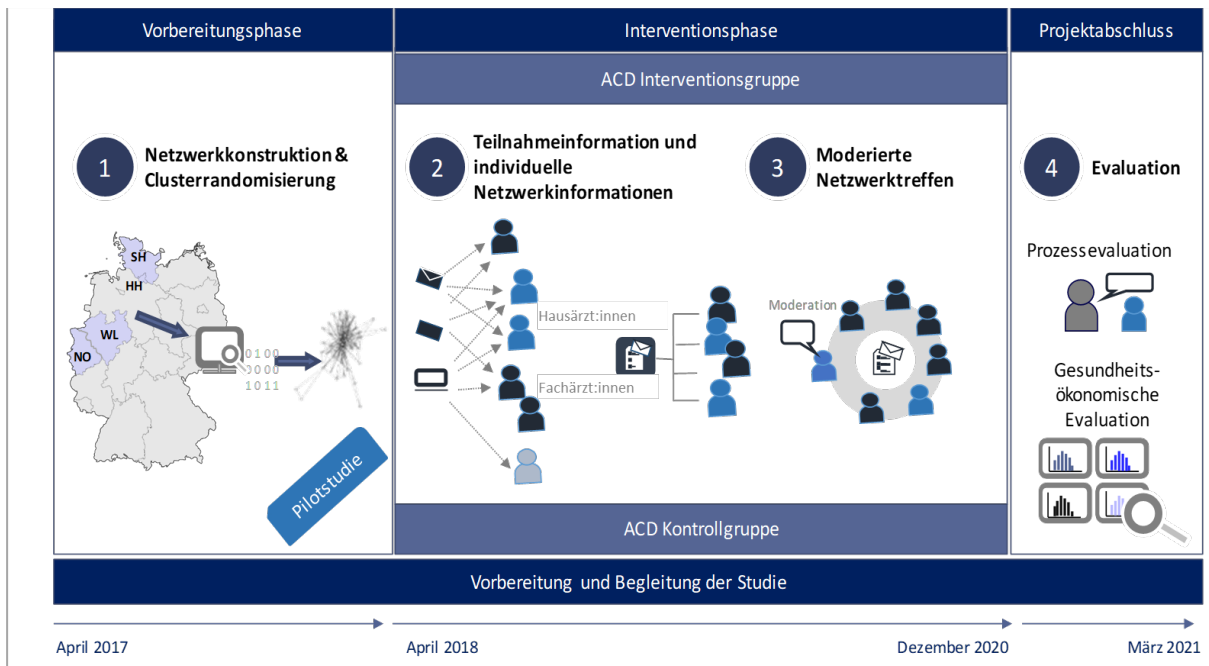 Vorbereitungsphase
Interventionsphase
Projektabschluss
ACD Interventionsgruppe
1
Netzwerkkonstruktion &
Clusterrandomisierung
2
Teilnahmeinformation und
individuelle
Netzwerkinformationen
3
Moderierte
Netzwerktreffen
4
Evaluation
SH
HH
WL
NO
0100
0000
1011
Pilotstudie
Hausärzt:innen
Fachärzt:innen
Moderation
Prozessevaluation
Gesundheits-
ökonomische
Evaluation
ACD Kontrollgruppe
Vorbereitung und Begleitung der Studie
April 2017
April 2018
Dezember 2020
März 2021